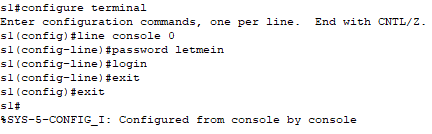 s1#configure terminal
Enter configuration commands, one per line.  End with CNTL/Z.
s1(config)#line console 0
s1(config-line)#password letmein
s1(config-line)#login
s1(config-line)#exit
s1(config)#exit
s1#
%SYS-5-CONFIG_I: Configured from console by console